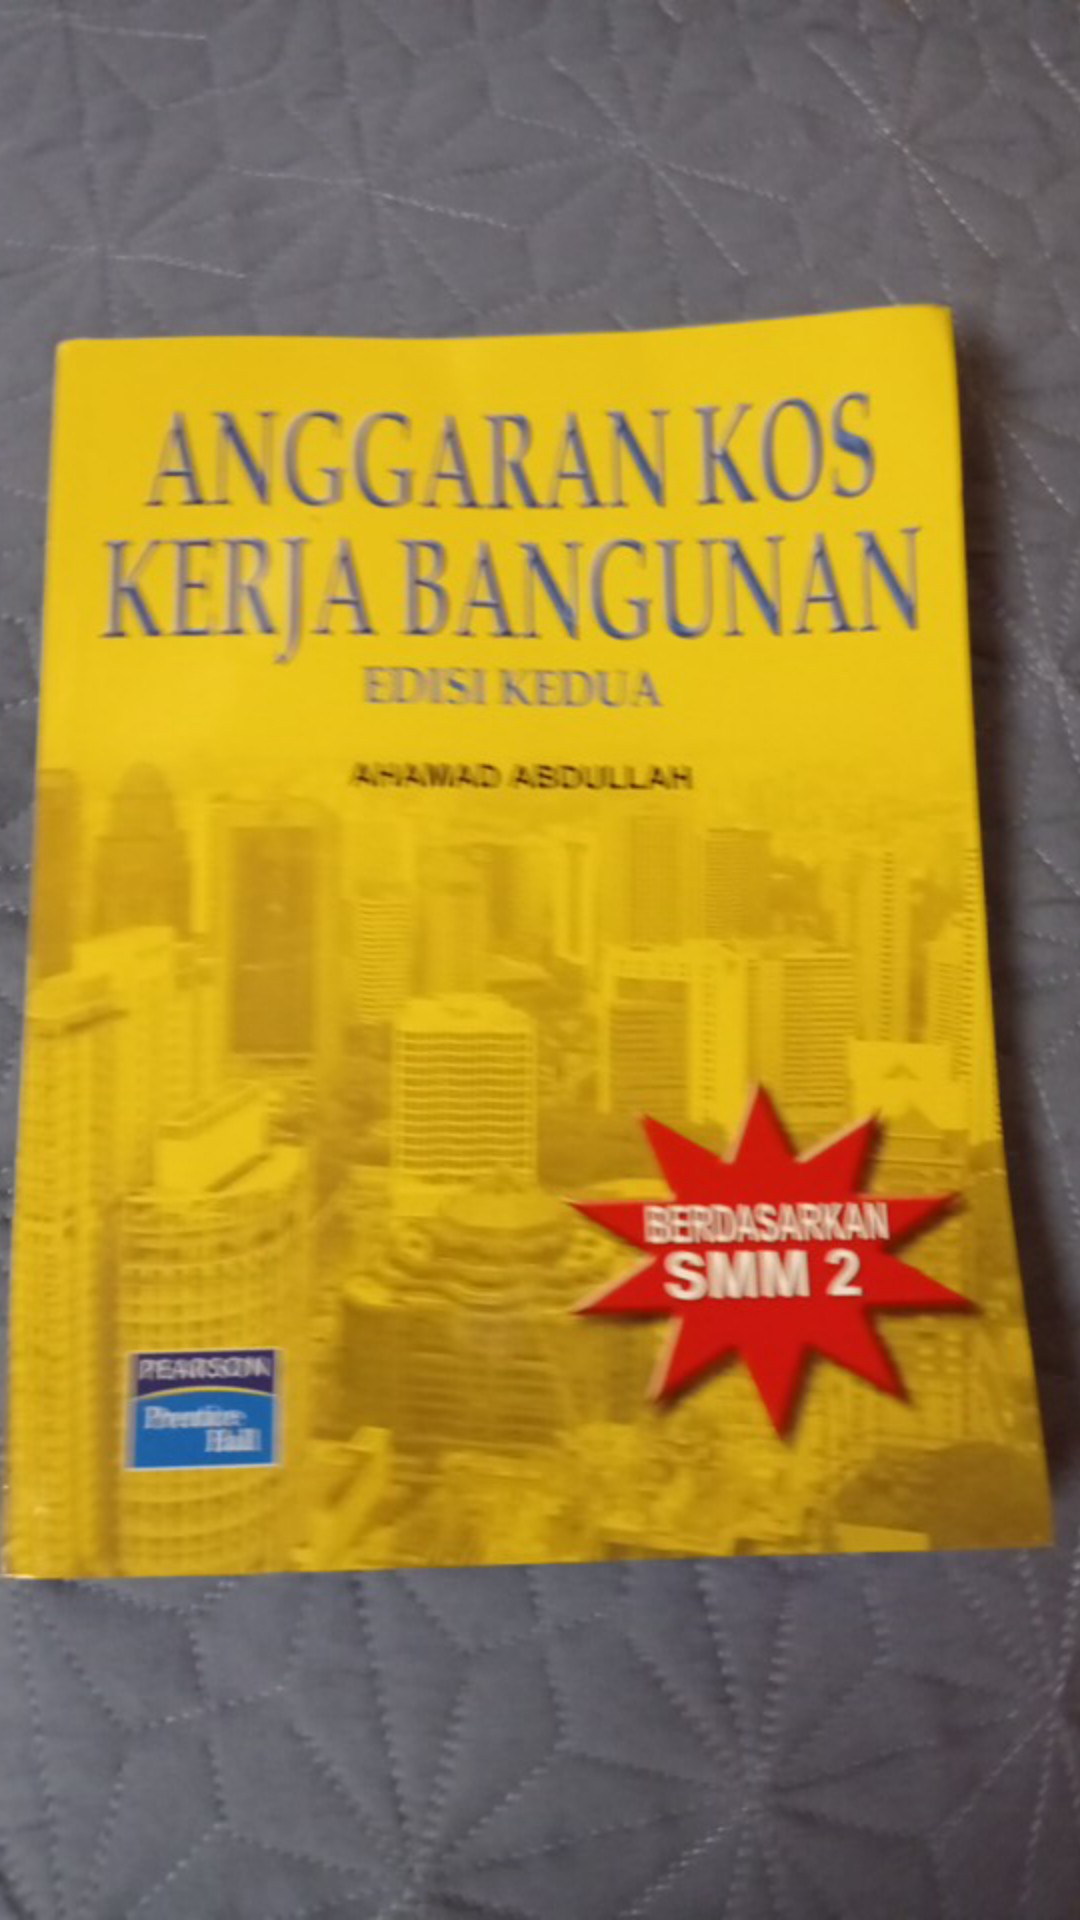 ANGGARAN KOS
KERJA BANGUNAN
EDISI KEDUA
AHAMAD ABDULLAH
BERDASARKAN
SMM 2
PEARSON
Prentice
Hall